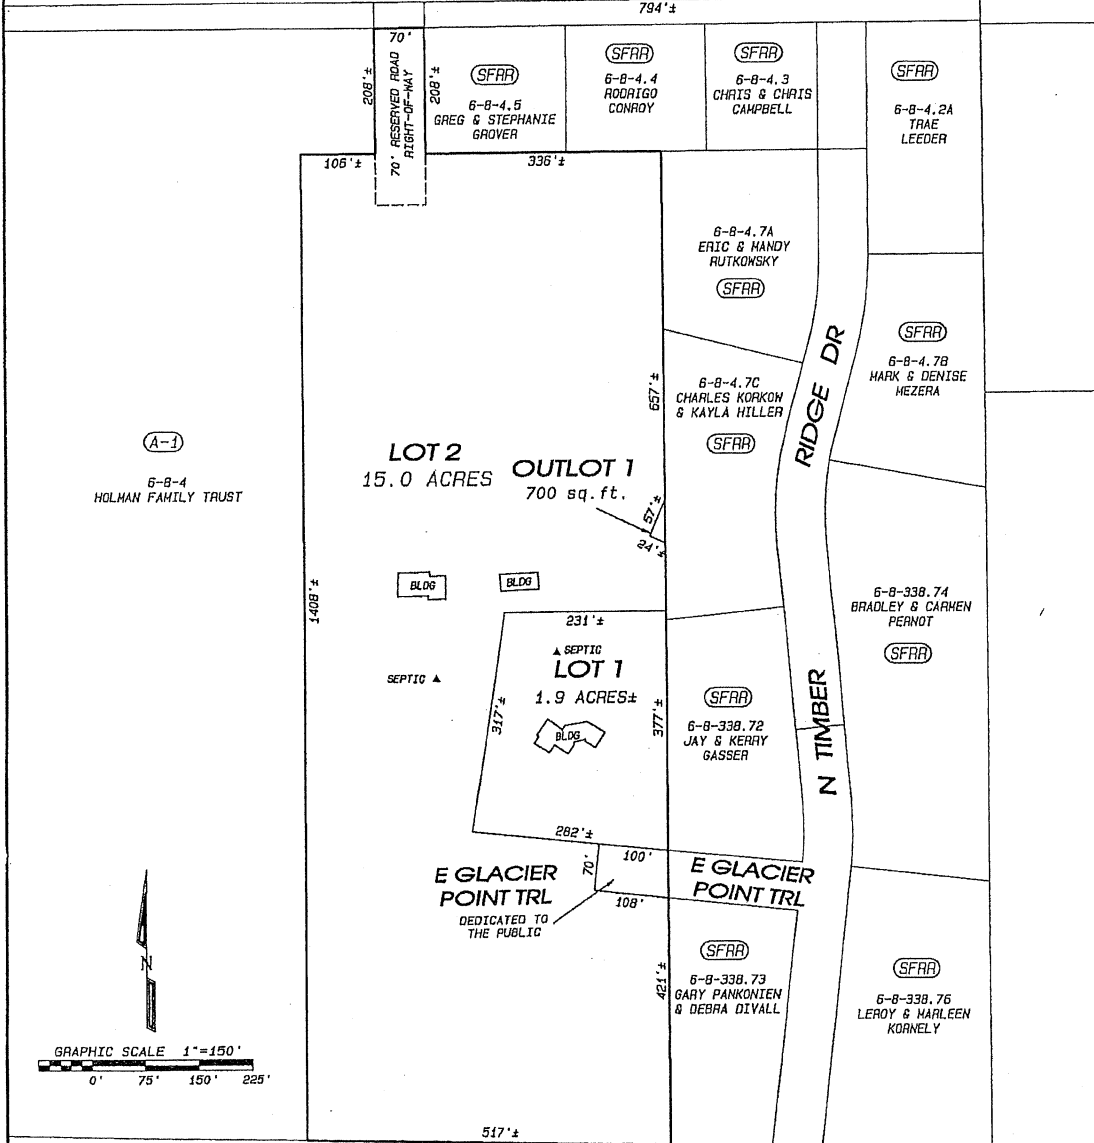 794'±
70'
208'±
70' RESERVED ROAD
RIGHT-OF-WAY
208'±
SFRR
6-8-4.5
GREG & STEPHANIE
GROVER
SFRR
6-8-4.4
RODRIGO
CONROY
SFRR
6-8-4.3
CHRIS & CHRIS
CAMPBELL
SFRR
6-8-4.2A
TRAE
LEEDER
106'±
336'±
6-8-4.7A
ERIC & MANDY
RUTKOWSKY
SFRR
RIDGE DR
SFRR
6-8-4.7B
MARK & DENISE
MEZERA
657'±
6-8-4.7C
CHARLES KORKOW
& KAYLA HILLER
SFRR
A-1
6-8-4
HOLMAN FAMILY TRUST
LOT 2
15.0 ACRES
OUTLOT 1
700 sq.ft.
57'±
24'±
1408'±
BLDG
BLDG
6-8-338.74
BRADLEY & CARMEN
PERNOT
SFRR
231'±
SEPTIC
LOT 1
1.9 ACRES±
SEPTIC
317'±
BLDG
377'±
SFRR
6-8-338.72
JAY & KERRY
GASSER
N TIMBER
282'±
100'
70'
108'
E GLACIER
POINT TRL
DEDICATED TO
THE PUBLIC
E GLACIER
POINT TRL
421'±
SFRR
6-8-338.73
GARY PANKONIEN
& DEBRA DIVALL
SFRR
6-8-338.76
LEROY & MARLEEN
KORNELY
N
GRAPHIC SCALE 1"=150'
0' 75' 150' 225'
517'±